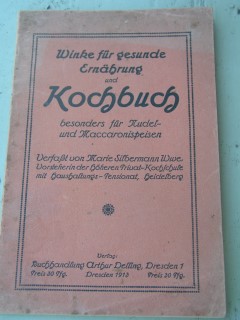 Winke für gesunde
Ernährung
und
Kochbuch
besonders für Nudel-
und Maccaronispeisen
Verfaßt von Marie Silbermann Wwe.
Vorsteherin der Höheren Privat-Kochschule
mit Haushaltungs-Pensionat, Heidelberg
Verlag:
Buchhandlung Arthur Deßling, Dresden 1
Preis 20 Pfg. Dresden 1913 Preis 20 Pfg.